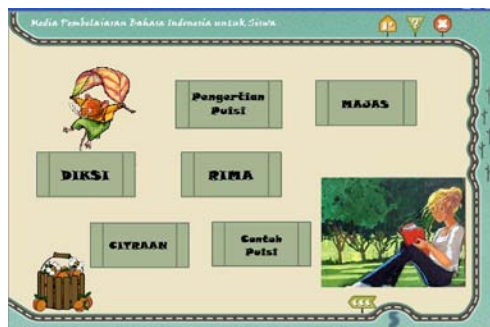 Media Pembelajaran Bahasa Indonesia untuk Siswa
?
Pengertian
Puisi
MAJAS
DIKSI
RIMA
CITRAAN
Contoh
Puisi